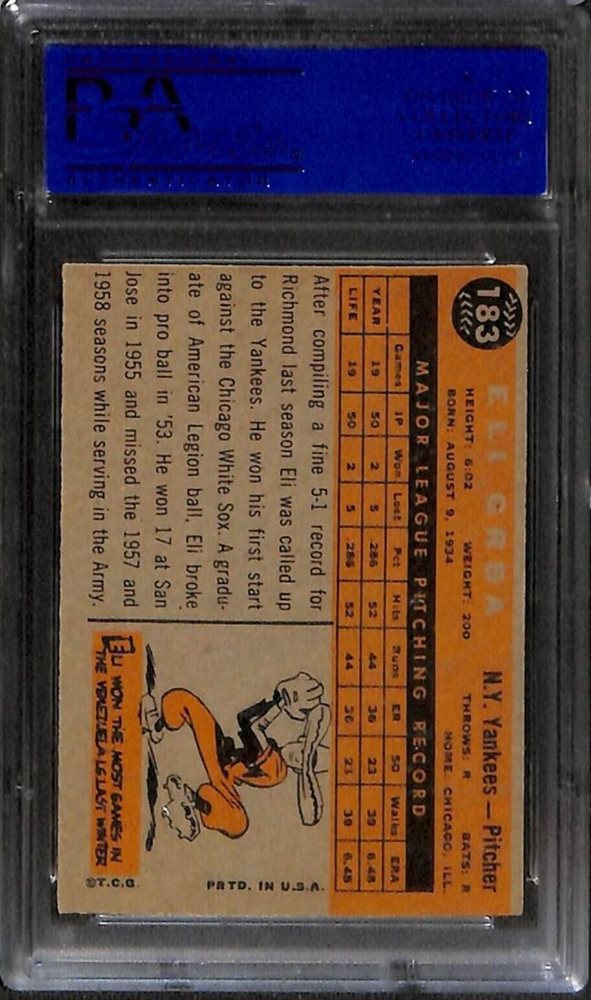 PSA
AUTHENTICATION
A
DIVISION OF
COLLECTORS
UNIVERSE
183
ELI GRBA
N.Y. Yankees — Pitcher
HEIGHT: 6:02 WEIGHT: 200 THROWS: R BATS: R
BORN: AUGUST 9, 1934 HOME: CHICAGO, ILL.
MAJOR LEAGUE PITCHING RECORD
Games IP Won Lost Pct Hits Runs ER SO Walks ERA
YEAR 19 50 2 5 .286 52 44 36 23 39 6.48
LIFE 19 50 2 5 .286 52 44 36 23 39 6.48
After compiling a fine 5-1 record for
Richmond last season Eli was called up
to the Yankees. He won his first start
against the Chicago White Sox. A gradu-
ate of American Legion ball, Eli broke
into pro ball in '53. He won 17 at San
Jose in 1955 and missed the 1957 and
1958 seasons while serving in the Army.
ELI WON THE MOST GAMES IN
THE VENEZUELA LG LAST WINTER
©T.C.G. PRTD. IN U.S.A.